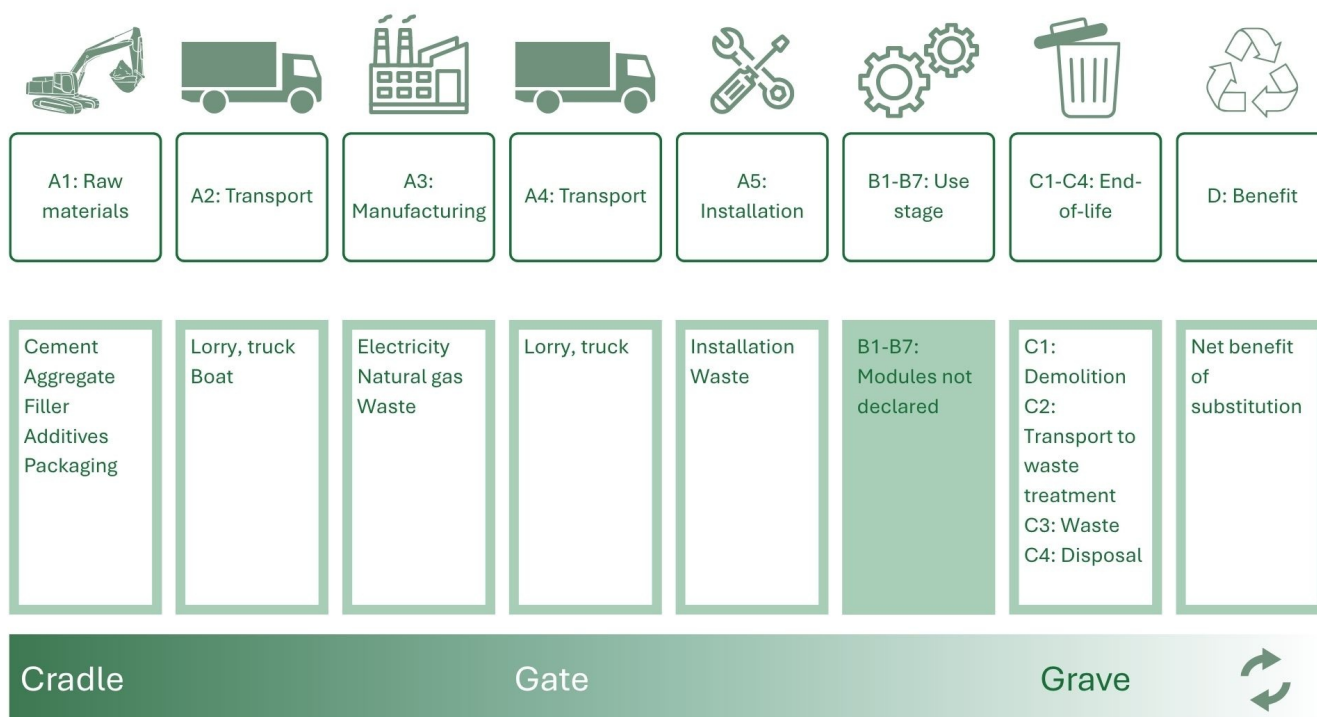 A1: Raw
materials
A2: Transport
A3:
Manufacturing
A4: Transport
A5:
Installation
B1-B7: Use
stage
C1-C4: End-
of-life
D: Benefit
Cement
Aggregate
Filler
Additives
Packaging
Lorry, truck
Boat
Electricity
Natural gas
Waste
Lorry, truck
Installation
Waste
B1-B7:
Modules not
declared
C1:
Demolition
C2:
Transport to
waste
treatment
C3: Waste
C4: Disposal
Net benefit
of
substitution
Cradle
Gate
Grave